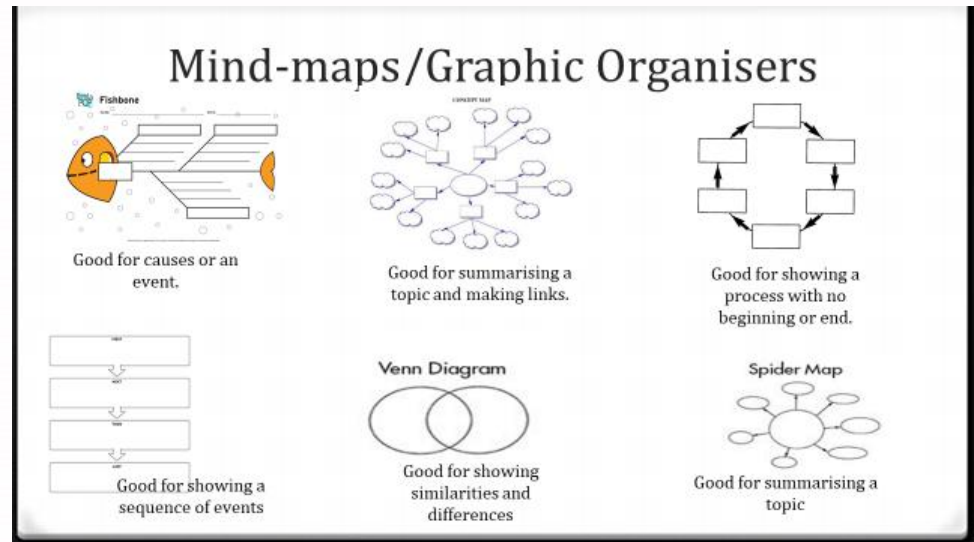 Mind-maps/Graphic Organisers
Fishbone
CONCEPT MAP
Good for causes or an
event.
Good for summarising a
topic and making links.
Good for showing a
process with no
beginning or end.
Good for showing a
sequence of events
Venn Diagram
Good for showing
similarities and
differences
Spider Map
Good for summarising a
topic